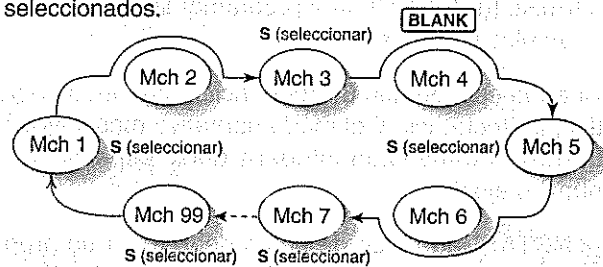 seleccionados.
S (seleccionar)
BLANK
Mch 2
Mch 3
Mch 4
Mch 1
S (seleccionar)
S (seleccionar)
Mch 5
Mch 99
Mch 7
Mch 6
S (seleccionar)
S (seleccionar)